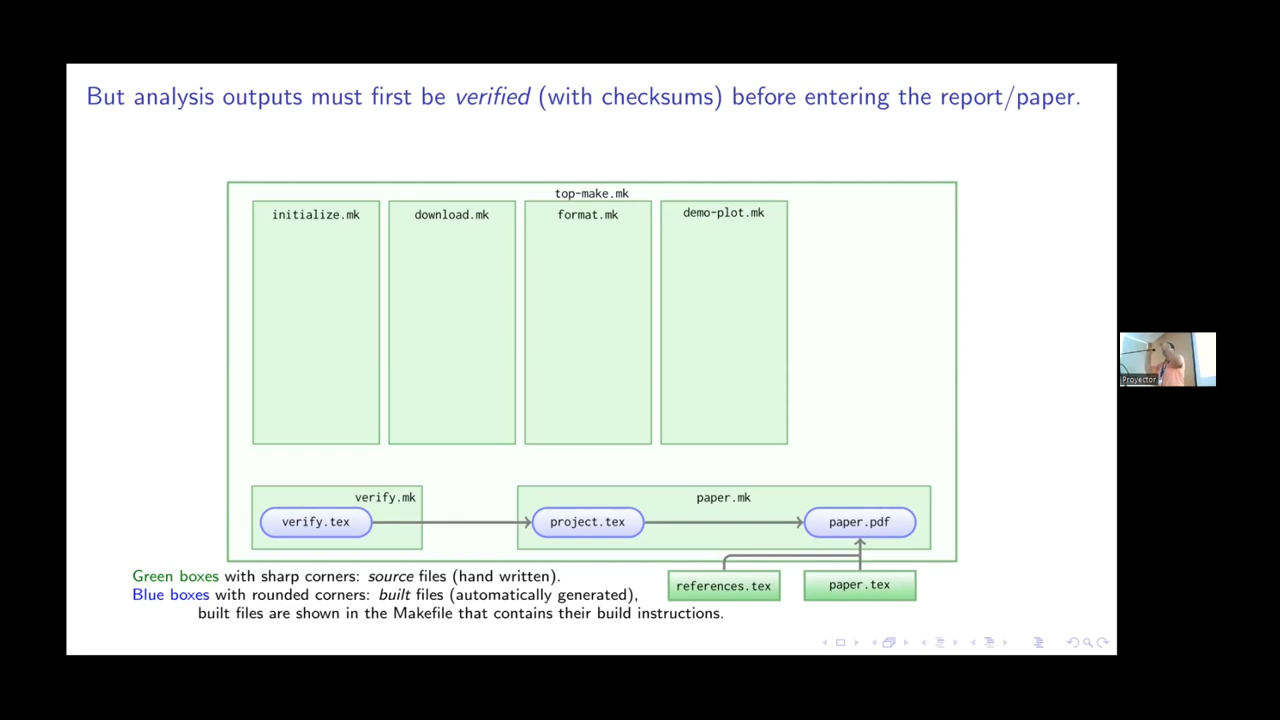 But analysis outputs must first be verified (with checksums) before entering the report/paper.
top-make.mk
initialize.mk
download.mk
format.mk
demo-plot.mk
verify.mk
paper.mk
verify.tex
project.tex
paper.pdf
references.tex
paper.tex
Green boxes with sharp corners: source files (hand written).
Blue boxes with rounded corners: built files (automatically generated),
built files are shown in the Makefile that contains their build instructions.
Proyector